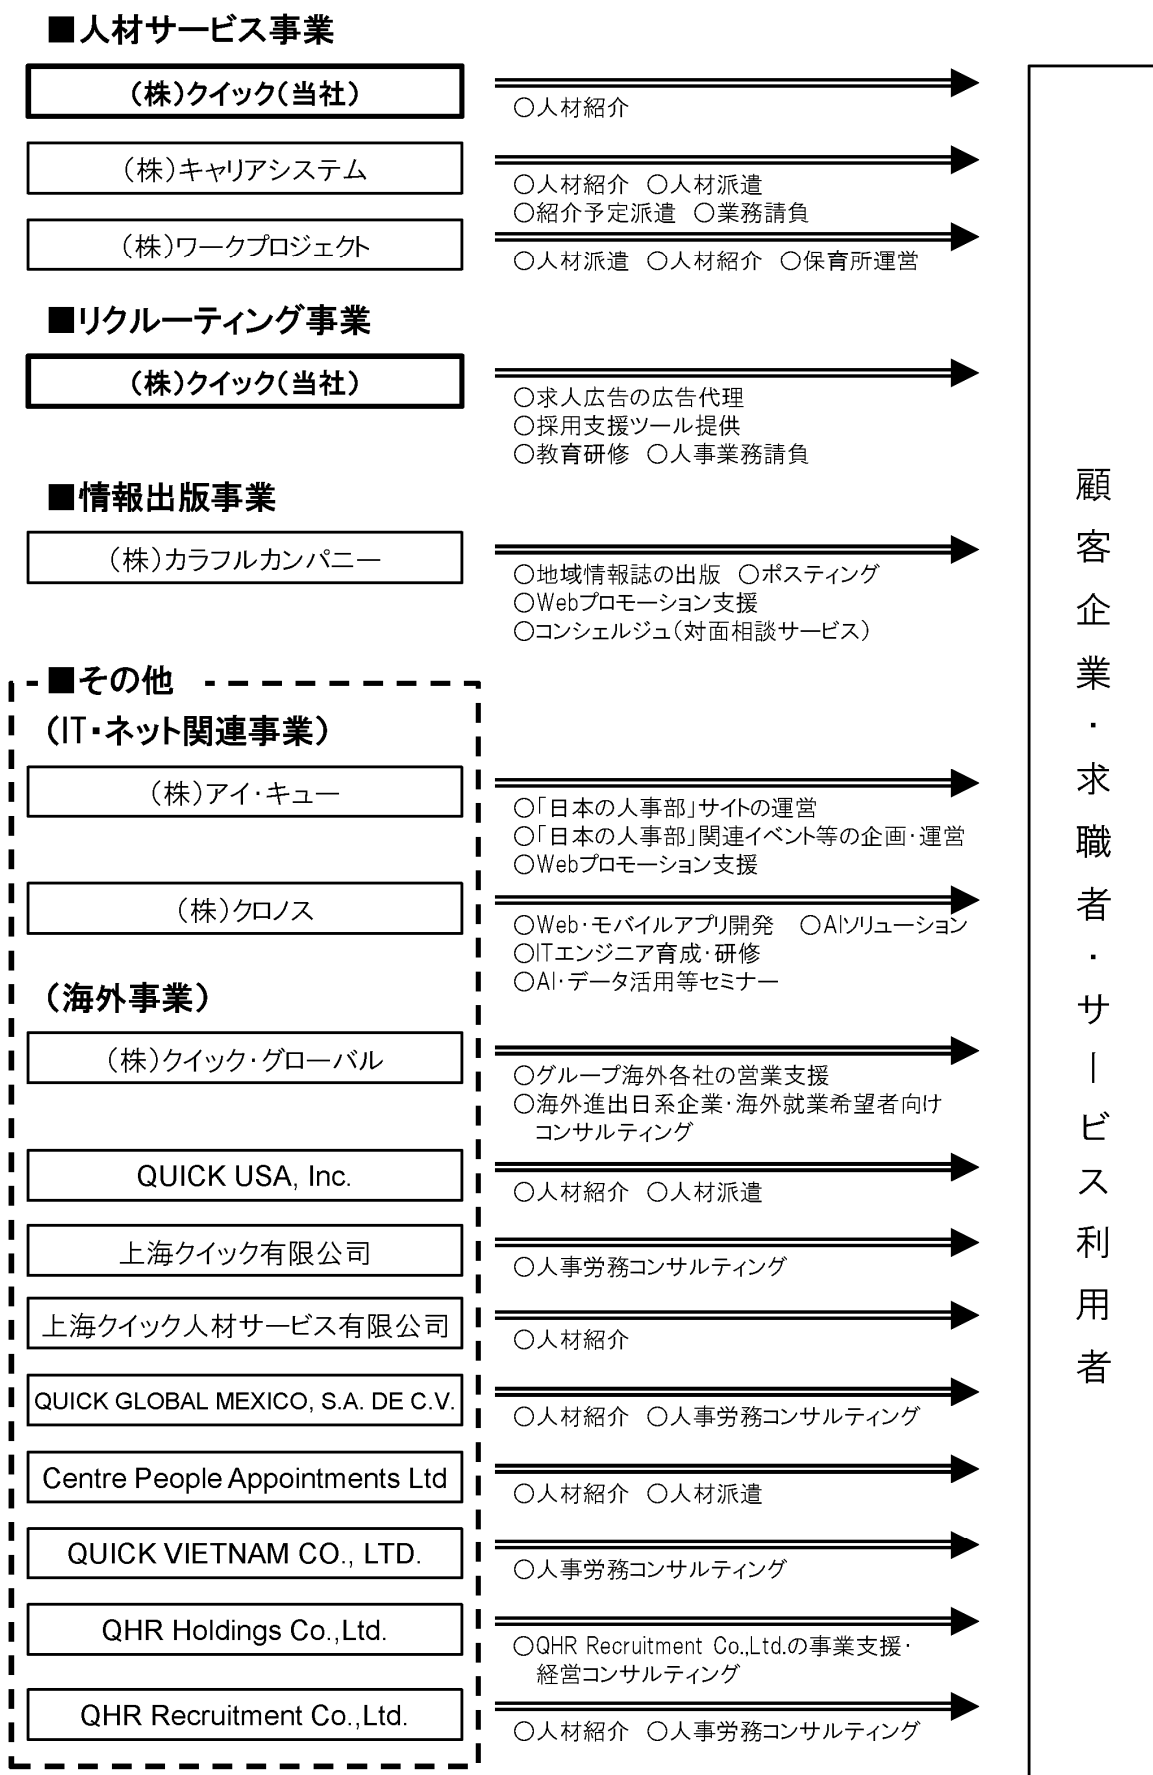 ■人材サービス事業
(株)クイック(当社)
○人材紹介
(株)キャリアシステム
○人材紹介 ○人材派遣
○紹介予定派遣 ○業務請負
(株)ワークプロジェクト
○人材派遣 ○人材紹介 ○保育所運営
■リクルーティング事業
(株)クイック(当社)
○求人広告の広告代理
○採用支援ツール提供
○教育研修 ○人事業務請負
■情報出版事業
(株)カラフルカンパニー
○地域情報誌の出版 ○ポスティング
○Webプロモーション支援
○コンシェルジュ(対面相談サービス)
■その他
(IT・ネット関連事業)
(株)アイ・キュー
○「日本の人事部」サイトの運営
○「日本の人事部」関連イベント等の企画・運営
○Webプロモーション支援
(株)クロノス
○Web・モバイルアプリ開発 ○AIソリューション
○ITエンジニア育成・研修
○AI・データ活用等セミナー
(海外事業)
(株)クイック・グローバル
○グループ海外各社の営業支援
○海外進出日系企業・海外就業希望者向け
コンサルティング
QUICK USA, Inc.
○人材紹介 ○人材派遣
上海クイック有限公司
○人事労務コンサルティング
上海クイック人材サービス有限公司
○人材紹介
QUICK GLOBAL MEXICO, S.A. DE C.V.
○人材紹介 ○人事労務コンサルティング
Centre People Appointments Ltd
○人材紹介 ○人材派遣
QUICK VIETNAM CO., LTD.
○人事労務コンサルティング
QHR Holdings Co.,Ltd.
○QHR Recruitment Co.,Ltd.の事業支援・
経営コンサルティング
QHR Recruitment Co.,Ltd.
○人材紹介 ○人事労務コンサルティング
顧客企業・求職者・サービス利用者